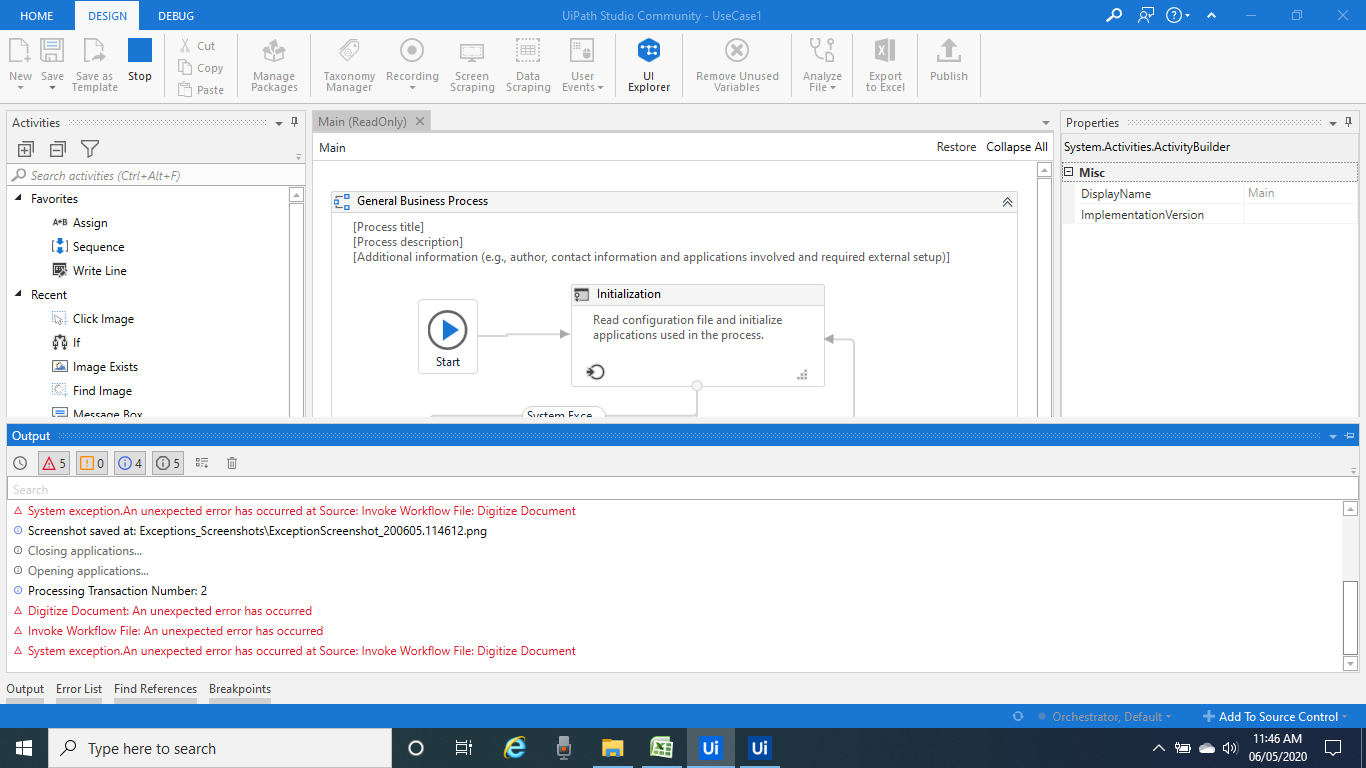 HOME DESIGN DEBUG UiPath Studio Community - UseCase1
New Save Save as Template Stop Cut Copy Paste Manage Packages Taxonomy Manager Recording Screen Scraping Data Scraping User Events UI Explorer Remove Unused Variables Analyze File Export to Excel Publish
Activities
Search activities (Ctrl+Alt+F)
Favorites
A+B Assign
Sequence
Write Line
Recent
Click Image
If
Image Exists
Find Image
Message Box
Main (ReadOnly)
Main Restore Collapse All
General Business Process
[Process title]
[Process description]
[Additional information (e.g., author, contact information and applications involved and required external setup)]
Start
Initialization
Read configuration file and initialize
applications used in the process.
System Exce...
Properties
System.Activities.ActivityBuilder
Misc
DisplayName Main
ImplementationVersion
Output
5 0 4 5
Search
System exception.An unexpected error has occurred at Source: Invoke Workflow File: Digitize Document
Screenshot saved at: Exceptions_Screenshots\ExceptionScreenshot_200605.114612.png
Closing applications...
Opening applications...
Processing Transaction Number: 2
Digitize Document: An unexpected error has occurred
Invoke Workflow File: An unexpected error has occurred
System exception.An unexpected error has occurred at Source: Invoke Workflow File: Digitize Document
Output Error List Find References Breakpoints
Orchestrator, Default Add To Source Control
Type here to search Ui Ui 11:46 AM
06/05/2020